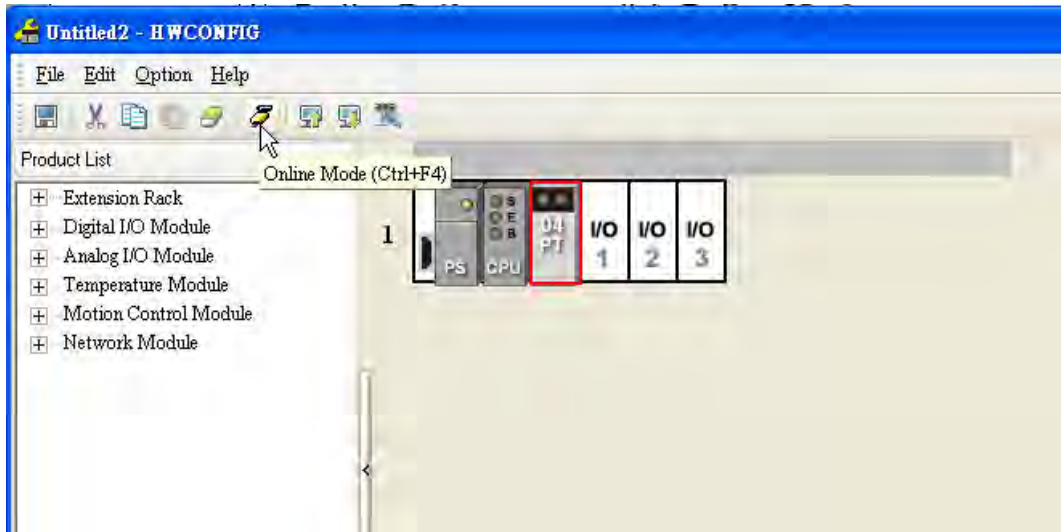 Untitled2 - HWCONFIG
File Edit Option Help
Product List
Online Mode (Ctrl+F4)
Extension Rack
Digital I/O Module
Analog I/O Module
Temperature Module
Motion Control Module
Network Module
1
PS
CPU
S
E
B
04
PT
I/O
1
I/O
2
I/O
3